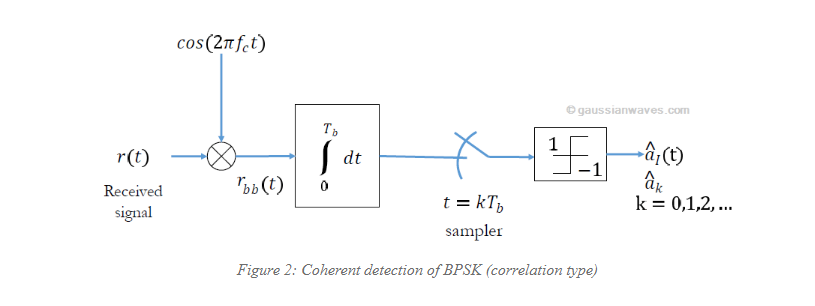 cos(2πf_ct)
© gaussianwaves.com
r(t)
Received
signal
r_bb(t)
∫_0^{T_b} dt
t = kT_b
sampler
1
−1
â_I(t)
â_k
k = 0,1,2, ...
Figure 2: Coherent detection of BPSK (correlation type)